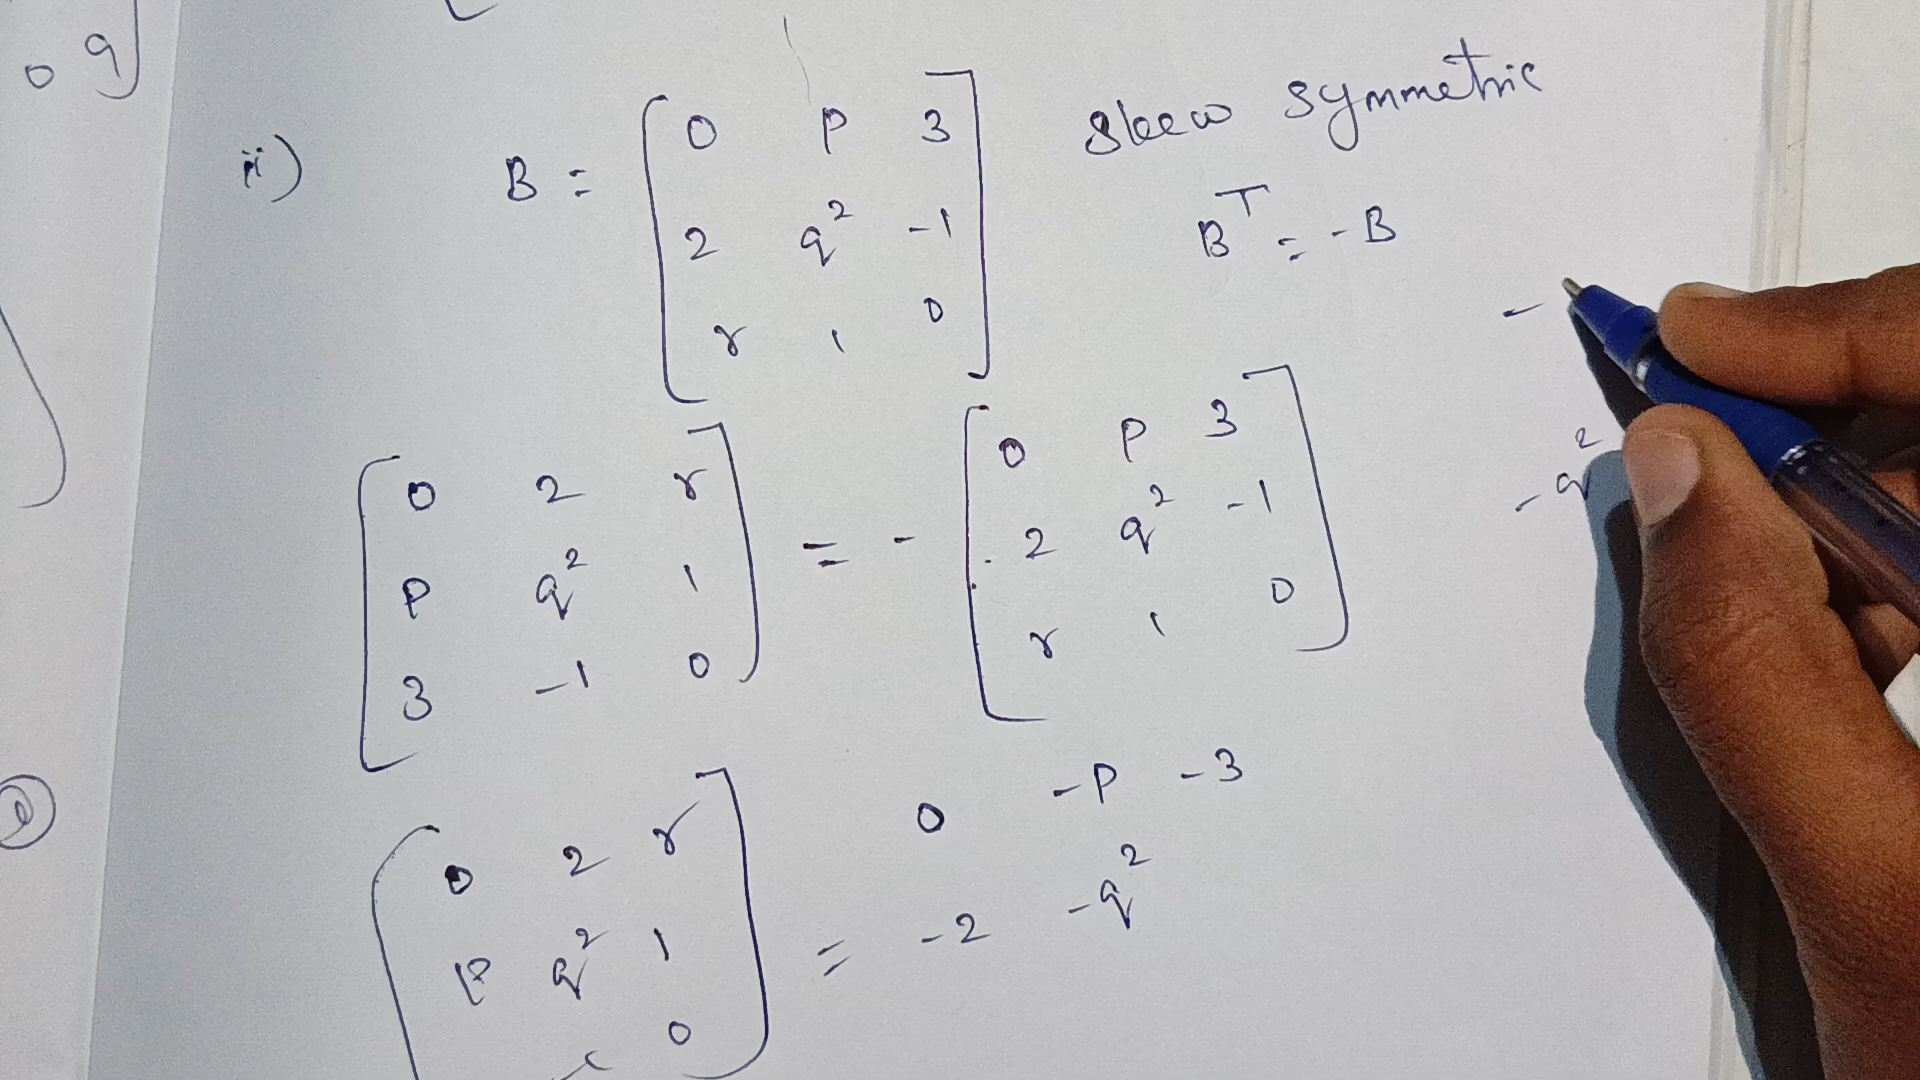 0 9
ii)
0 P 3 Skew symmetric
B = 2 q² -1 Bᵀ = -B
r 1 0
-
0 2 r 0 P 3
P q² 1 = - 2 q² -1 -q²
3 -1 0 r 1 0
0 2 r 0 -P -3
P q² 1 = -2 -q²
0